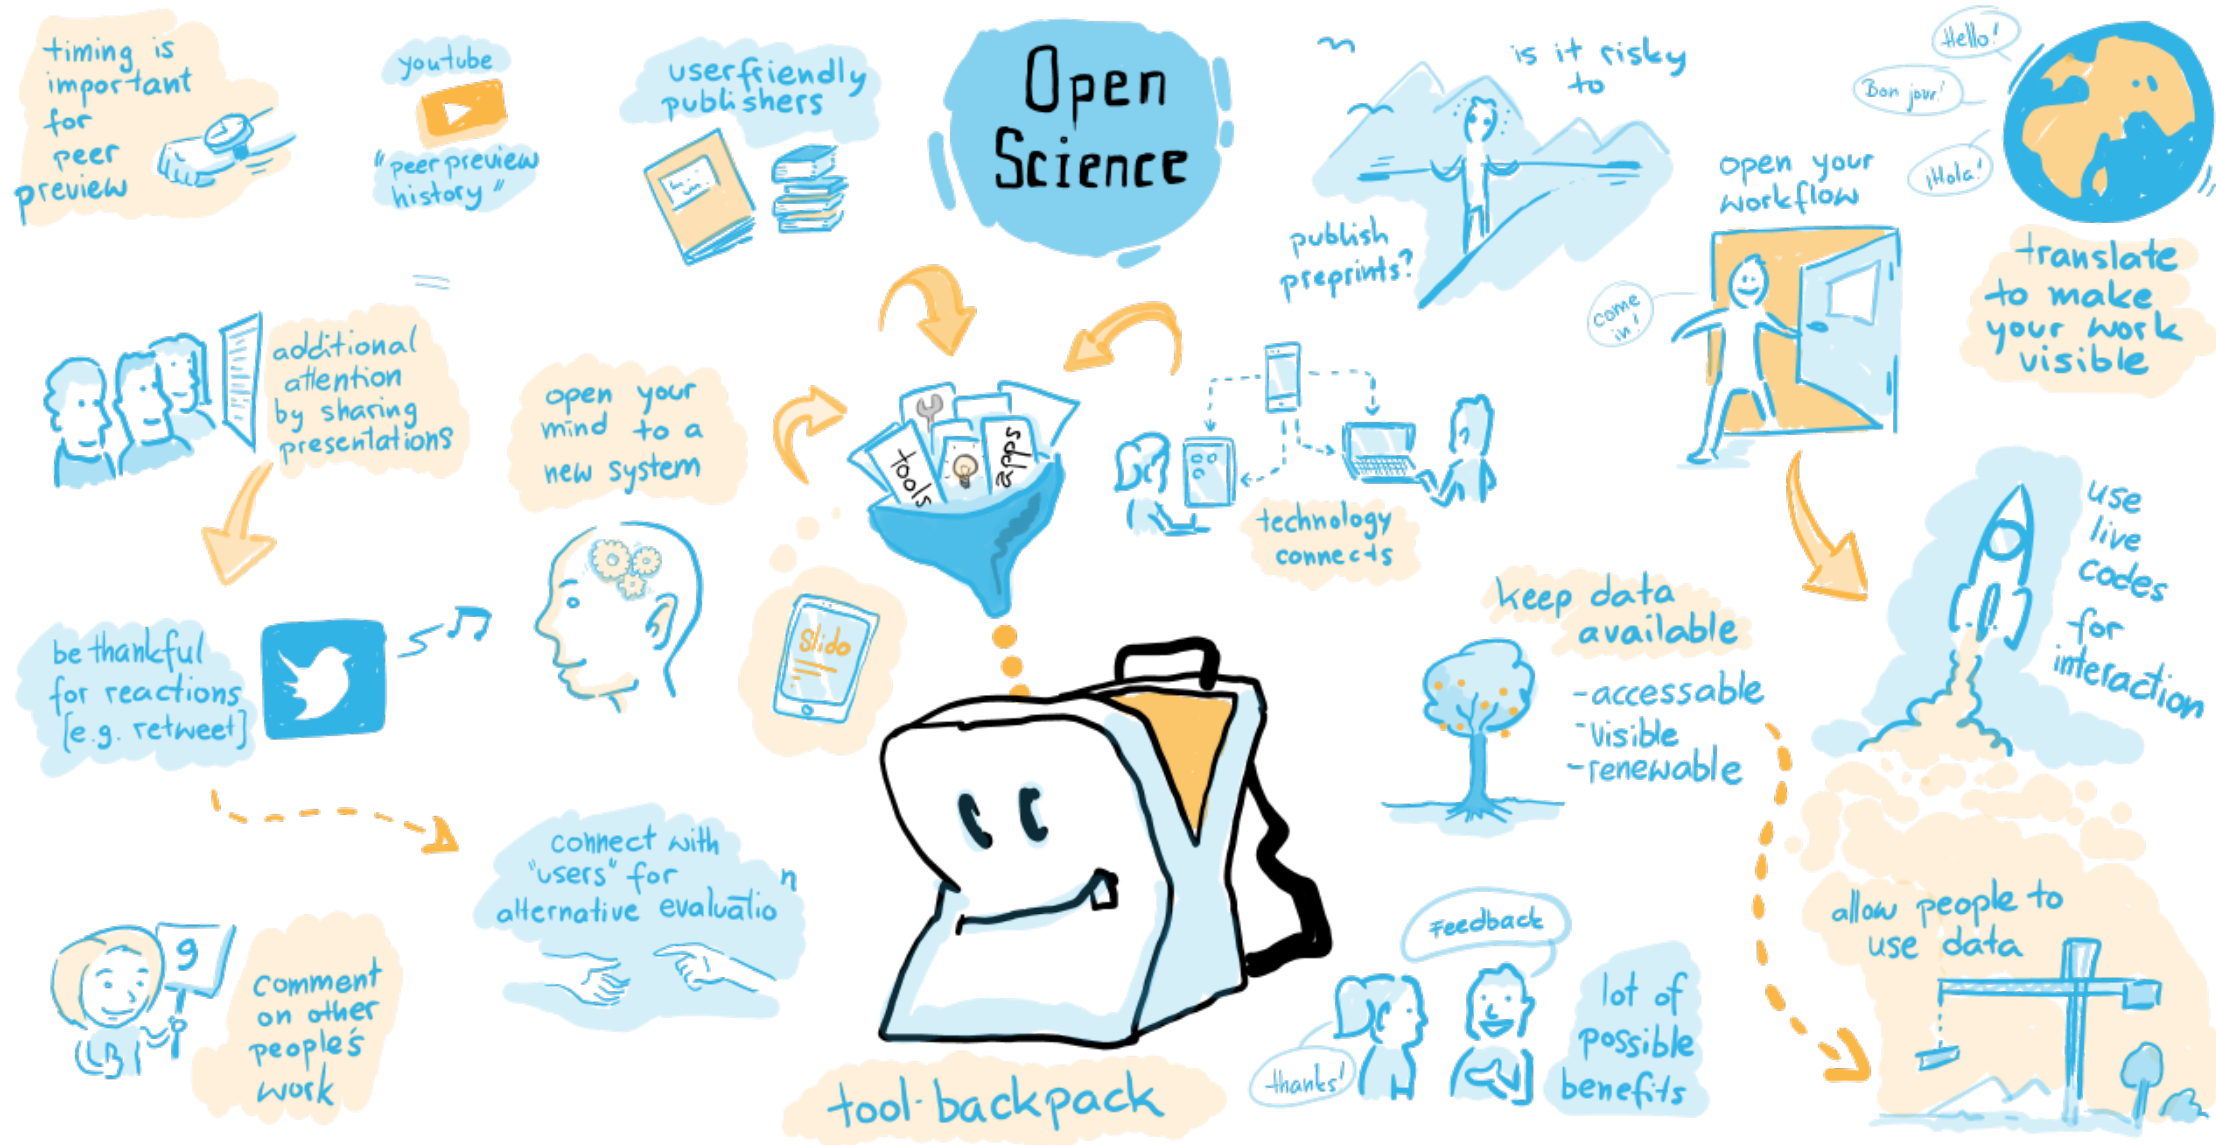 timing is
important
for
peer
preview
youtube
"peer preview
history"
userfriendly
publishers
Open
Science
is it risky
to
publish
preprints?
open your
workflow
come
in!
Hello!
Bon jour!
¡Hola!
translate
to make
your work
visible
additional
attention
by sharing
presentations
open your
mind to a
new system
tools
apps
technology
connects
use
live
codes
for
interaction
be thankful
for reactions
[e.g. retweet]
Slido
keep data
available
-accessable
-visible
-renewable
connect with
"users" for
alternative evaluation
allow people to
use data
9
comment
on other
people's
work
tool-backpack
Feedback
thanks!
lot of
possible
benefits